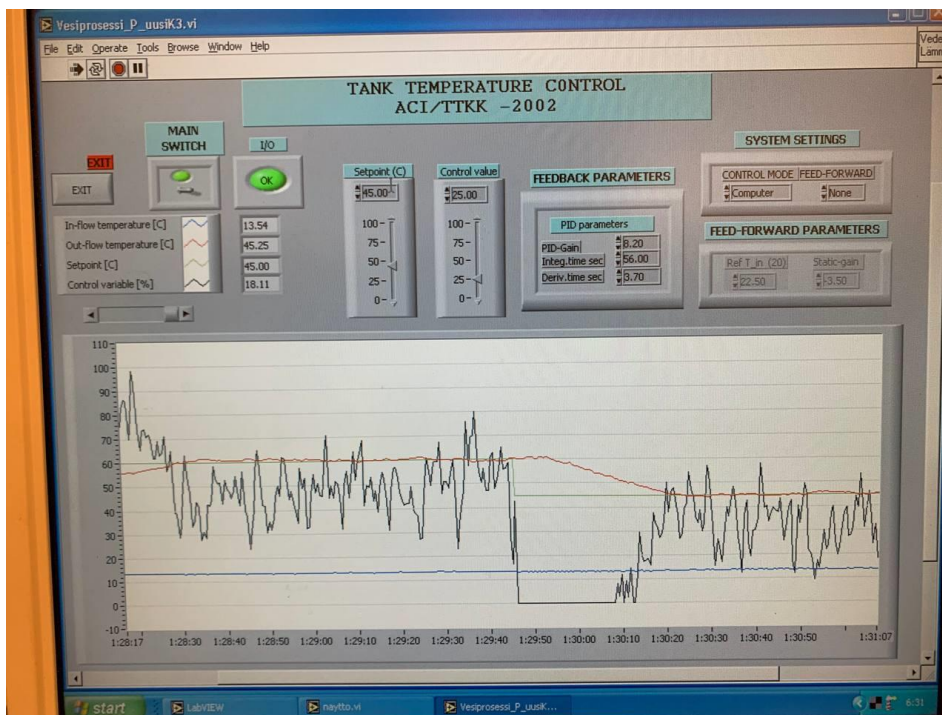 Vesiprosessi_P_uusiK3.vi
File Edit Operate Tools Browse Window Help
Vede
Lämm
TANK TEMPERATURE CONTROL
ACI/TTKK -2002
MAIN
SWITCH
I/O
EXIT
EXIT
OK
Setpoint (C)
45.00
100
75
50
25
0
Control value
25.00
100
75
50
25
0
FEEDBACK PARAMETERS
PID parameters
PID-Gain 8.20
Integ.time sec 56.00
Deriv.time sec 3.70
SYSTEM SETTINGS
CONTROL MODE FEED-FORWARD
Computer None
FEED-FORWARD PARAMETERS
Ref T_in (20) Static-gain
22.50 -3.50
In-flow temperature [C] 13.54
Out-flow temperature [C] 45.25
Setpoint [C] 45.00
Control variable [%] 18.11
110
100
90
80
70
60
50
40
30
20
10
0
-10
1:28:17 1:28:30 1:28:40 1:28:50 1:29:00 1:29:10 1:29:20 1:29:30 1:29:40 1:29:50 1:30:00 1:30:10 1:30:20 1:30:30 1:30:40 1:30:50 1:31:07
start LabVIEW naytto.vi Vesiprosessi_P_uusiK... 6:31